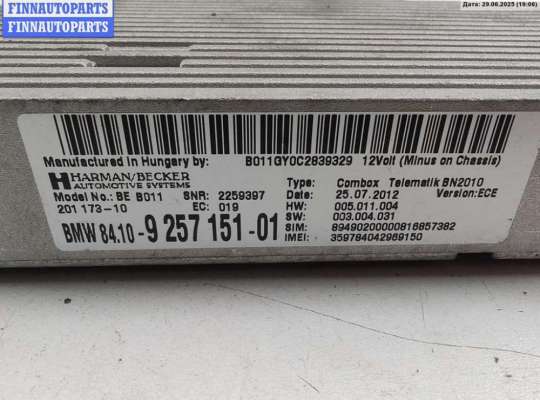 FINNAUTOPARTS
FINNAUTOPARTS
Дата: 29.06.2025 (19:06)
Manufactured in Hungary by: B011GY0C2839329 12Volt (Minus on Chassis)
HARMAN/BECKER
AUTOMOTIVE SYSTEMS
Type: Combox Telematik BN2010
Model No.: BE B011 SNR: 2259397 Date: 25.07.2012 Version: ECE
201 173-10 EC: 019 HW: 005.011.004
SW: 003.004.031
BMW 84.10-9 257 151-01
SIM: 89490200000816857382
IMEI: 359784042969150